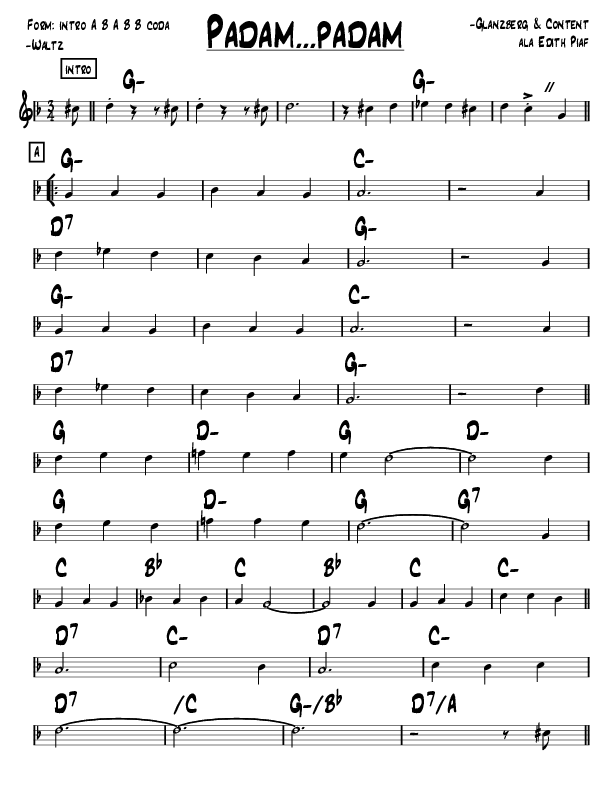 Form: intro A B A B B coda
-Waltz
Padam...padam
-Glanzberg & Content
ala Edith Piaf
intro
G- G-
3
4
A
G- C-
D7 G-
G- C-
D7 G-
G D- G D-
G D- G G7
C Bb C Bb C C-
D7 C- D7 C-
D7 /C G-/Bb D7/A